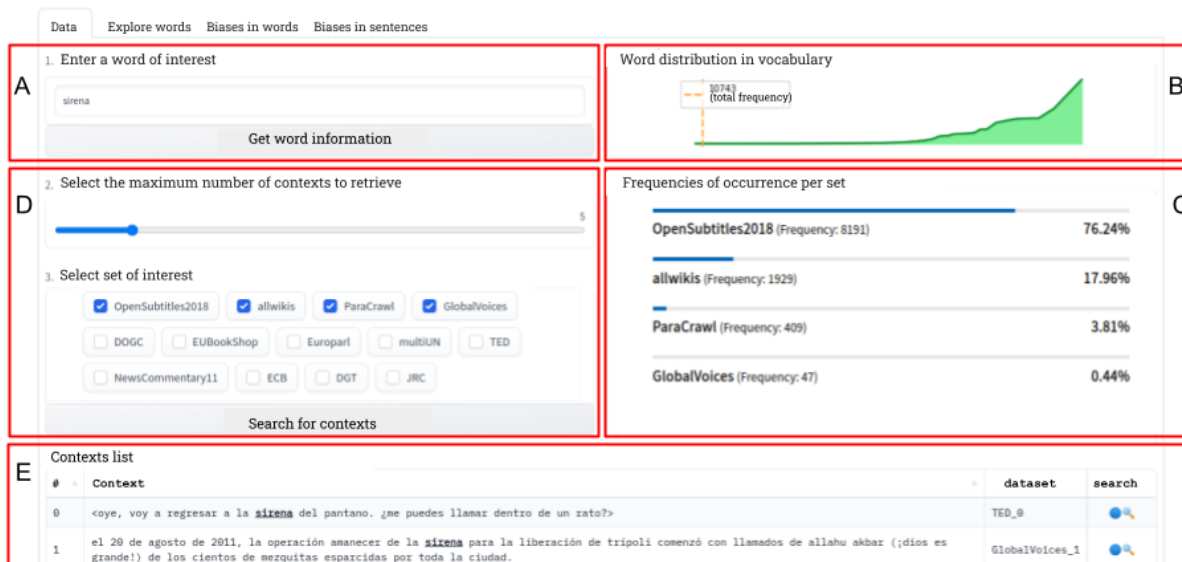 Data Explore words Biases in words Biases in sentences
A
1. Enter a word of interest
sirena
Get word information
Word distribution in vocabulary
10743
(total frequency)
B
D
2. Select the maximum number of contexts to retrieve
5
3. Select set of interest
OpenSubtitles2018 allwikis ParaCrawl GlobalVoices
DOGC EUBookShop Europarl multiUN TED
NewsCommentary11 ECB DGT JRC
Search for contexts
Frequencies of occurrence per set
OpenSubtitles2018 (Frequency: 8191) 76.24%
allwikis (Frequency: 1929) 17.96%
ParaCrawl (Frequency: 409) 3.81%
GlobalVoices (Frequency: 47) 0.44%
C
E
Contexts list
# Context dataset search
0 <oye, voy a regresar a la sirena del pantano. ¿me puedes llamar dentro de un rato?> TED_0
1 el 20 de agosto de 2011, la operación amanecer de la sirena para la liberación de trípoli comenzó con llamados de allahu akbar (¡dios es
grande!) de los cientos de mezquitas esparcidas por toda la ciudad. GlobalVoices_1